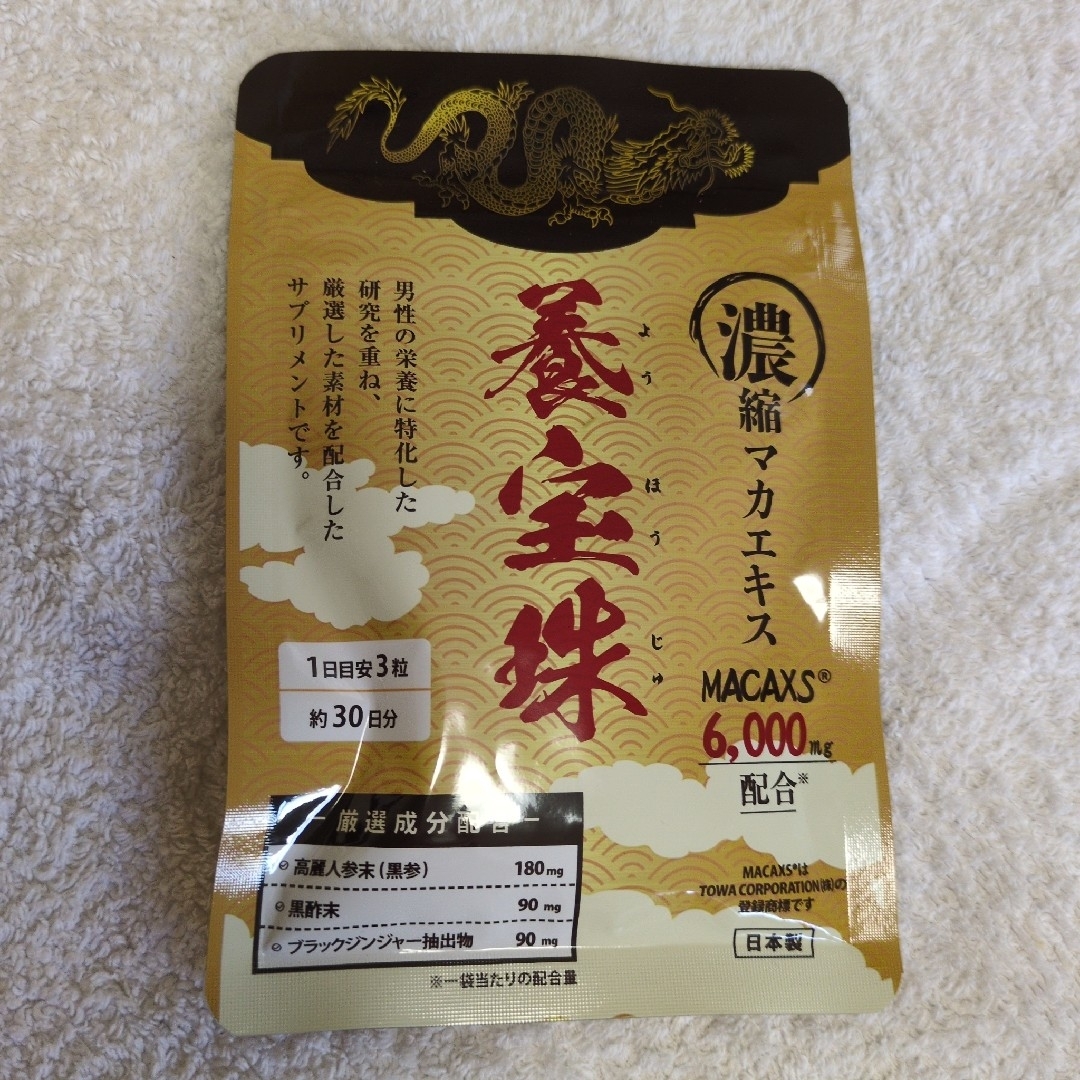 濃縮マカエキス
MACAXS®
6,000mg
配合※
養宝珠
ようほうじゅ
男性の栄養に特化した
研究を重ね、
厳選した素材を配合した
サプリメントです。
1日目安3粒
約30日分
厳選成分配合
高麗人参末(黒参) 180mg
黒酢末 90mg
ブラックジンジャー抽出物 90mg
※一袋当たりの配合量
MACAXS®は
TOWA CORPORATION㈱の
登録商標です
日本製